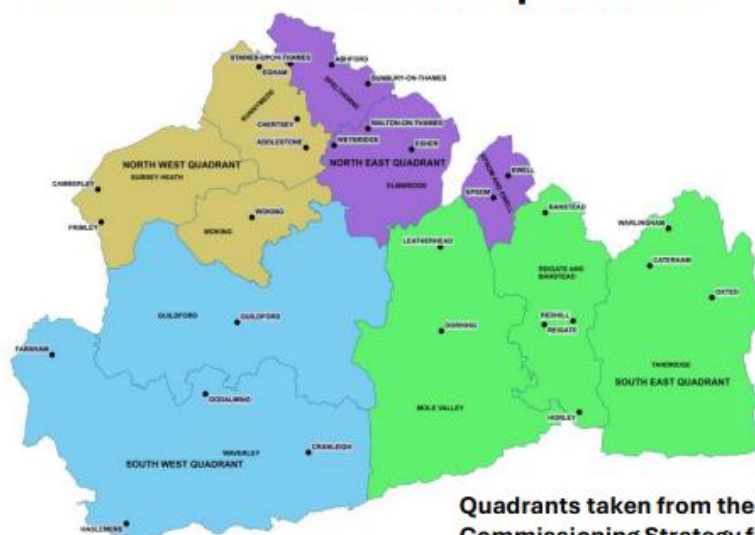 STAINES-UPON-THAMES
ASHFORD
EGHAM
SUNBURY-ON-THAMES
SPELTHORNE
RUNNYMEDE
CHERTSEY
WALTON-ON-THAMES
ADDLESTONE
WEYBRIDGE
ESHER
NORTH WEST QUADRANT
NORTH EAST QUADRANT
SURREY HEATH
EPSOM AND EWELL
EWELL
CAMBERLEY
ELMBRIDGE
EPSOM
WOKING
BANSTEAD
FRIMLEY
WOKING
WARLINGHAM
LEATHERHEAD
CATERHAM
REIGATE AND
BANSTEAD
OXTED
GUILDFORD
GUILDFORD
REDHILL
DORKING
REIGATE
FARNHAM
TANDRIDGE
SOUTH EAST QUADRANT
GODALMING
MOLE VALLEY
HORLEY
WAVERLEY
CRANLEIGH
SOUTH WEST QUADRANT
Quadrants taken from the
HASLEMERE
Commissioning Strategy f